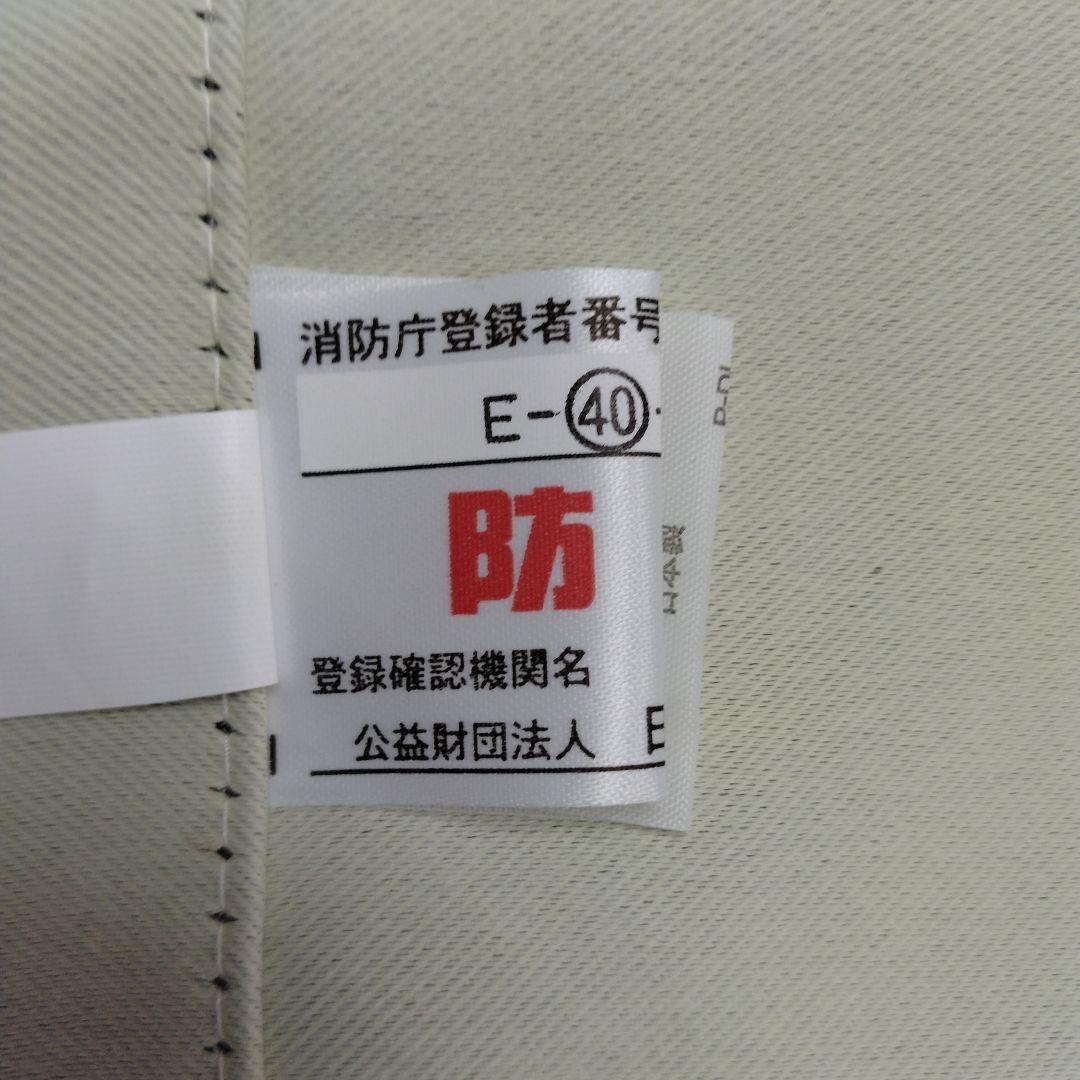 消防庁登録者番号
E-㊵-
防
登録確認機関名
公益財団法人